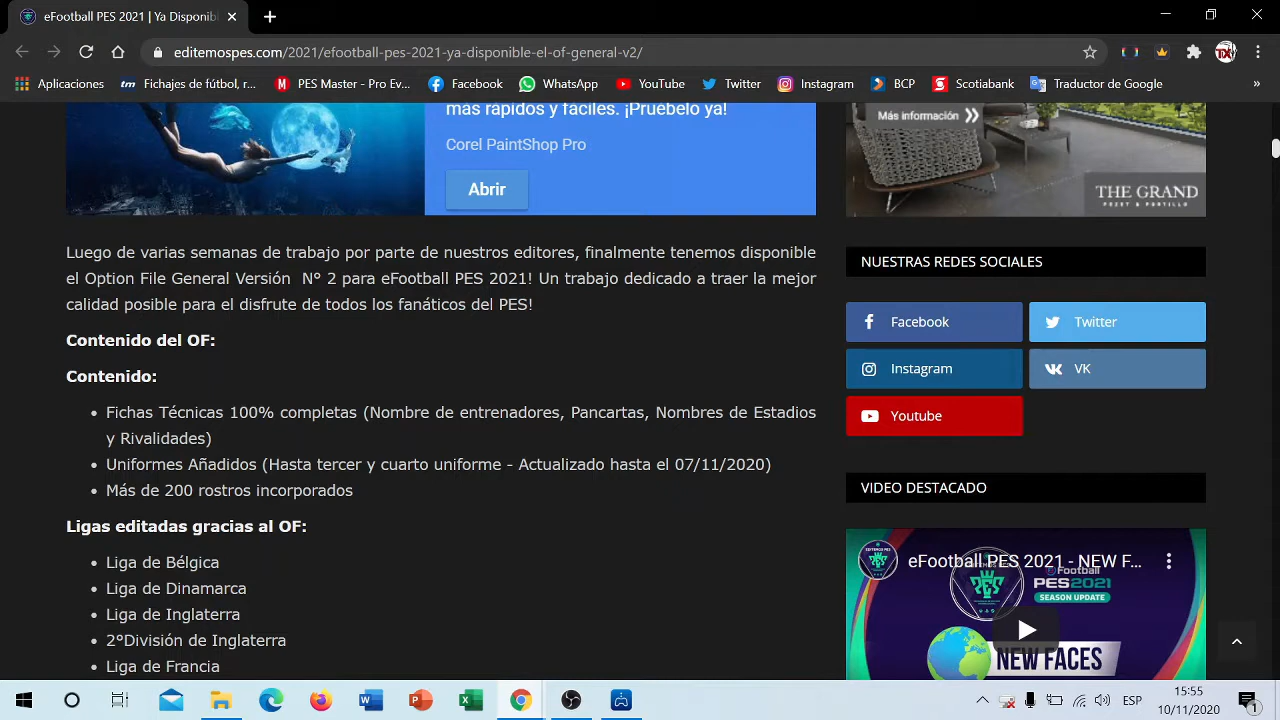 eFootball PES 2021 | Ya Disponibl
editemospes.com/2021/efootball-pes-2021-ya-disponible-el-of-general-v2/
Aplicaciones
Fichajes de fútbol, r...
PES Master - Pro Ev...
Facebook
WhatsApp
YouTube
Twitter
Instagram
BCP
Scotiabank
Traductor de Google
»
más rápidos y fáciles. ¡Pruébelo ya!
Corel PaintShop Pro
Abrir
Más información
THE GRAND
PEZET & PORTILLO
Luego de varias semanas de trabajo por parte de nuestros editores, finalmente tenemos disponible
el Option File General Versión N° 2 para eFootball PES 2021! Un trabajo dedicado a traer la mejor
calidad posible para el disfrute de todos los fanáticos del PES!
Contenido del OF:
Contenido:
• Fichas Técnicas 100% completas (Nombre de entrenadores, Pancartas, Nombres de Estadios
y Rivalidades)
• Uniformes Añadidos (Hasta tercer y cuarto uniforme - Actualizado hasta el 07/11/2020)
• Más de 200 rostros incorporados
Ligas editadas gracias al OF:
• Liga de Bélgica
• Liga de Dinamarca
• Liga de Inglaterra
• 2°División de Inglaterra
• Liga de Francia
NUESTRAS REDES SOCIALES
Facebook
Twitter
Instagram
VK
Youtube
VIDEO DESTACADO
eFootball PES 2021 - NEW F...
eFootball
PES2021
SEASON UPDATE
NEW FACES
ESP
15:55
10/11/2020
1